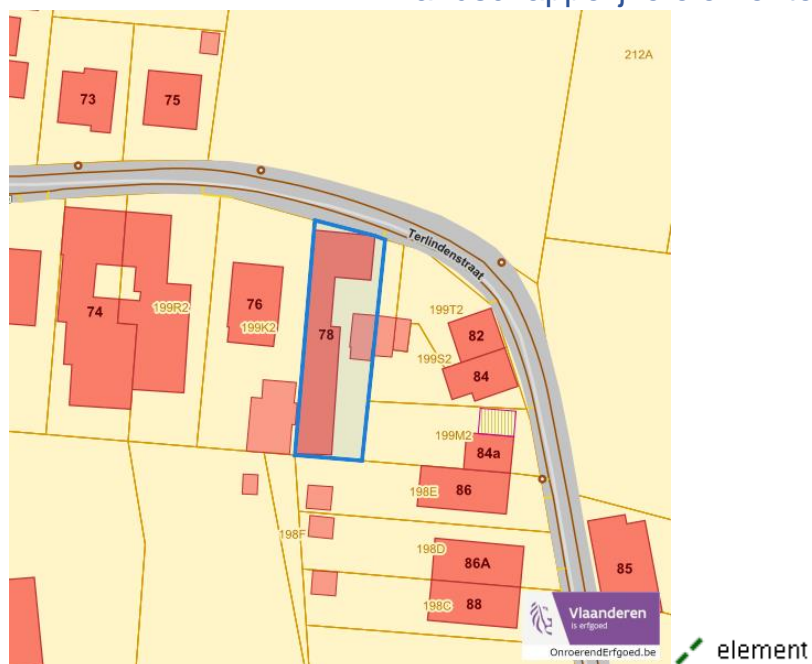 212A
73
75
Terlindenstraat
199T2
74
199R2
76
199K2
78
82
199S2
84
199M2
84a
198E
86
198F
198D
86A
85
198C
88
Vlaanderen
is erfgoed
OnroerendErfgoed.be
element